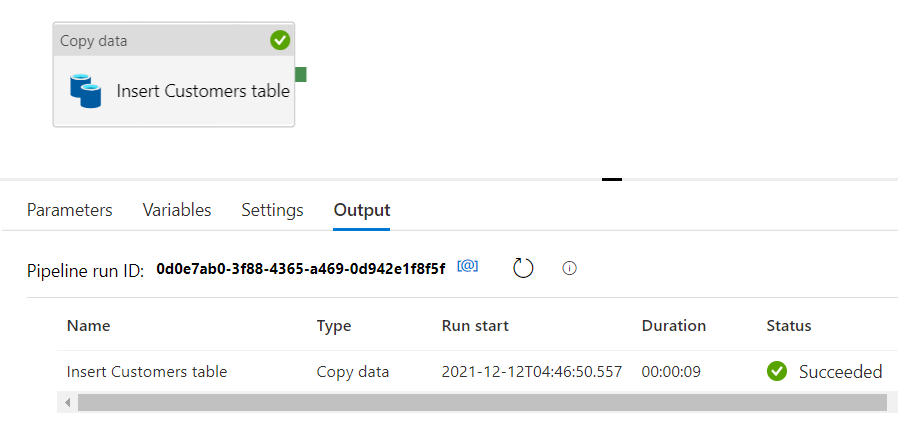 Copy data
Insert Customers table
Parameters Variables Settings Output
Pipeline run ID: 0d0e7ab0-3f88-4365-a469-0d942e1f8f5f [@]
Name Type Run start Duration Status
Insert Customers table Copy data 2021-12-12T04:46:50.557 00:00:09 Succeeded